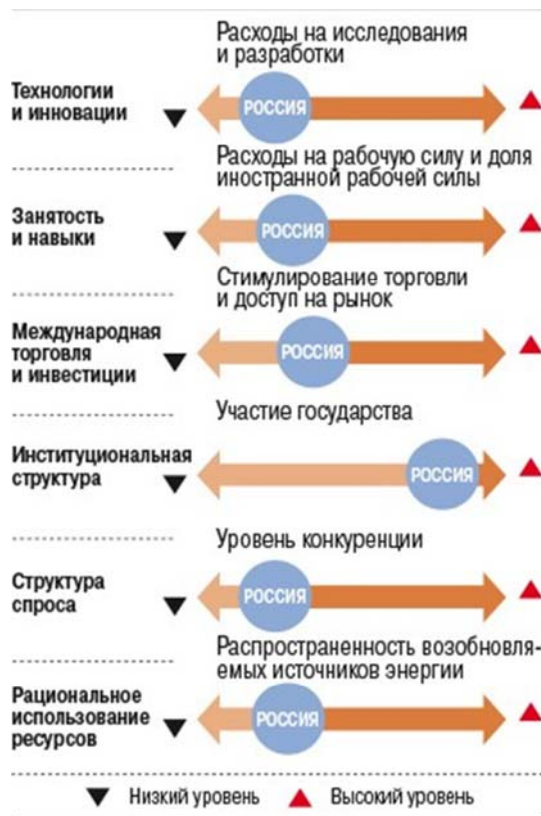 Расходы на исследования
и разработки
Технологии
и инновации
РОССИЯ
Расходы на рабочую силу и доля
иностранной рабочей силы
Занятость
и навыки
РОССИЯ
Стимулирование торговли
и доступ на рынок
Международная
торговля
и инвестиции
РОССИЯ
Участие государства
Институциональная
структура
РОССИЯ
Уровень конкуренции
Структура
спроса
РОССИЯ
Распространенность возобновля-
емых источников энергии
Рациональное
использование
ресурсов
РОССИЯ
Низкий уровень
Высокий уровень